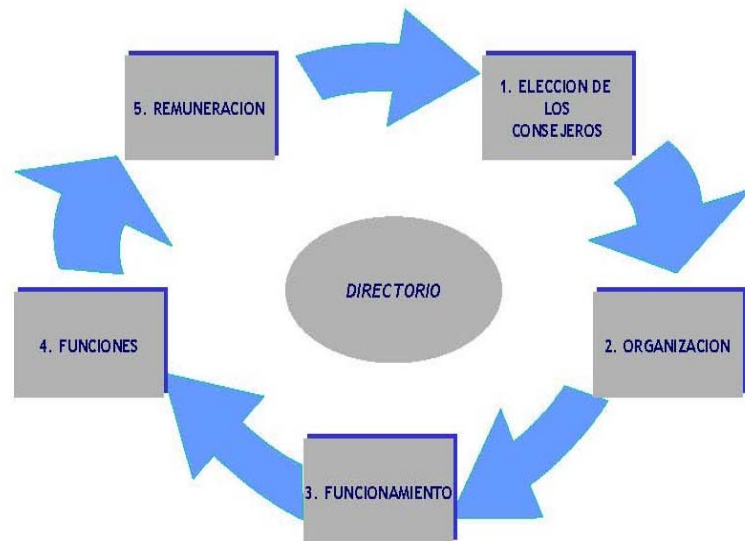 5. REMUNERACION
1. ELECCION DE
LOS
CONSEJEROS
DIRECTORIO
4. FUNCIONES
2. ORGANIZACION
3. FUNCIONAMIENTO